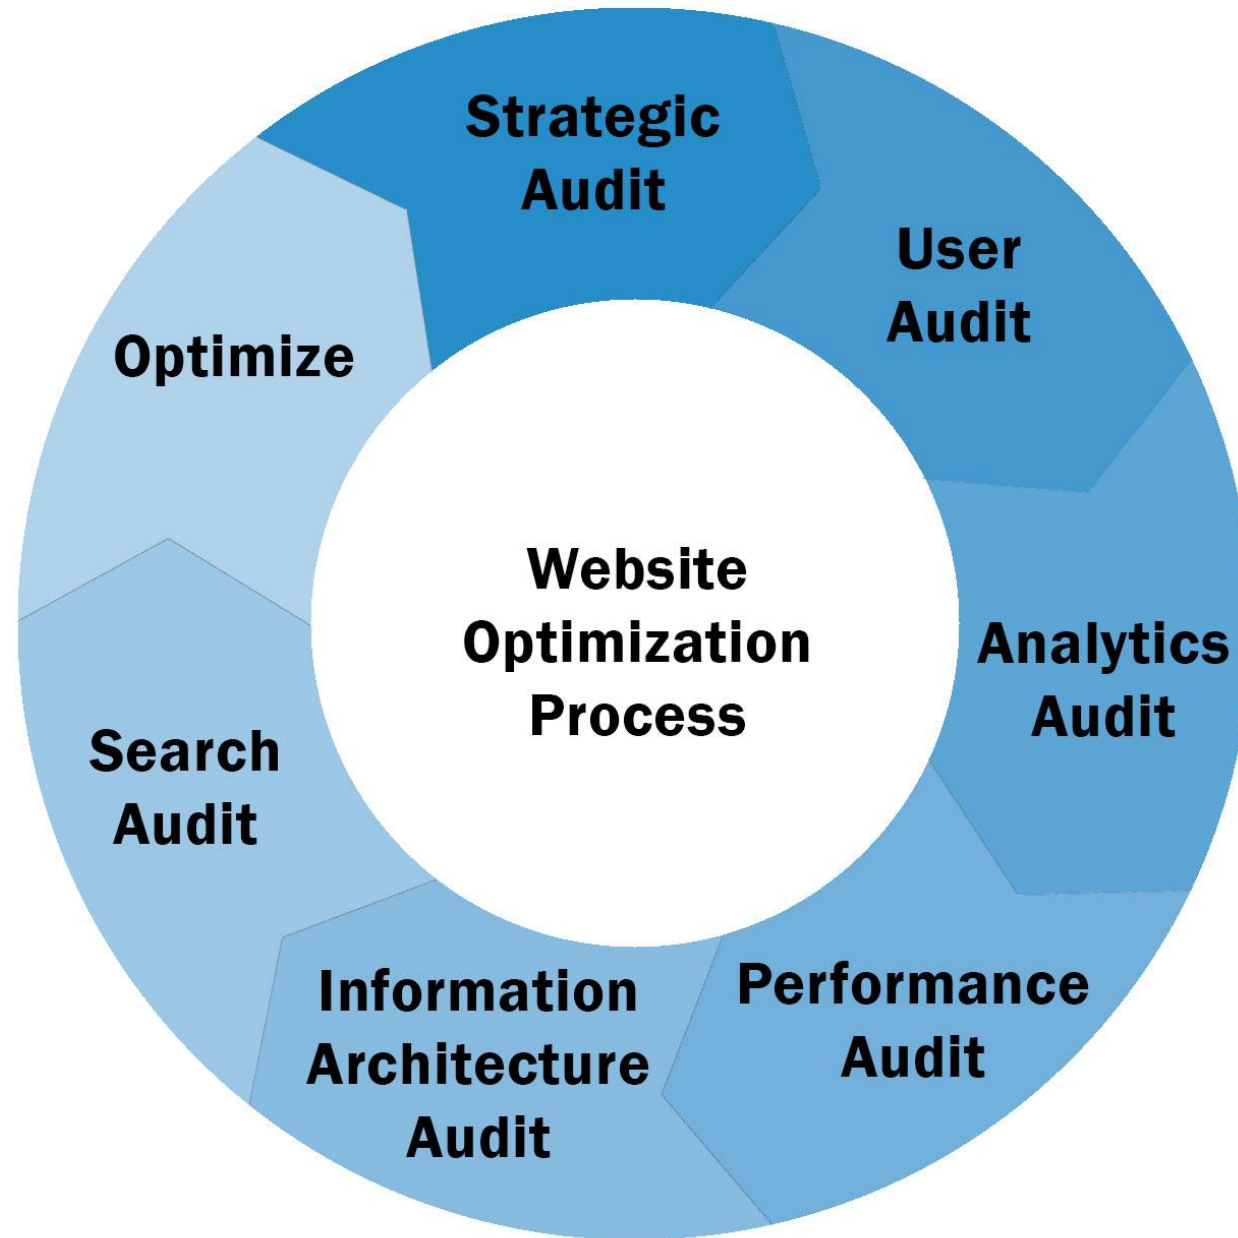 Strategic
Audit
User
Audit
Analytics
Audit
Performance
Audit
Information
Architecture
Audit
Search
Audit
Optimize
Website
Optimization
Process